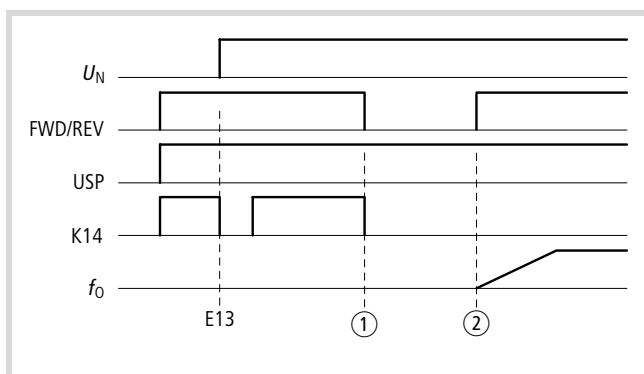 UN
FWD/REV
USP
K14
fO
E13 ① ②